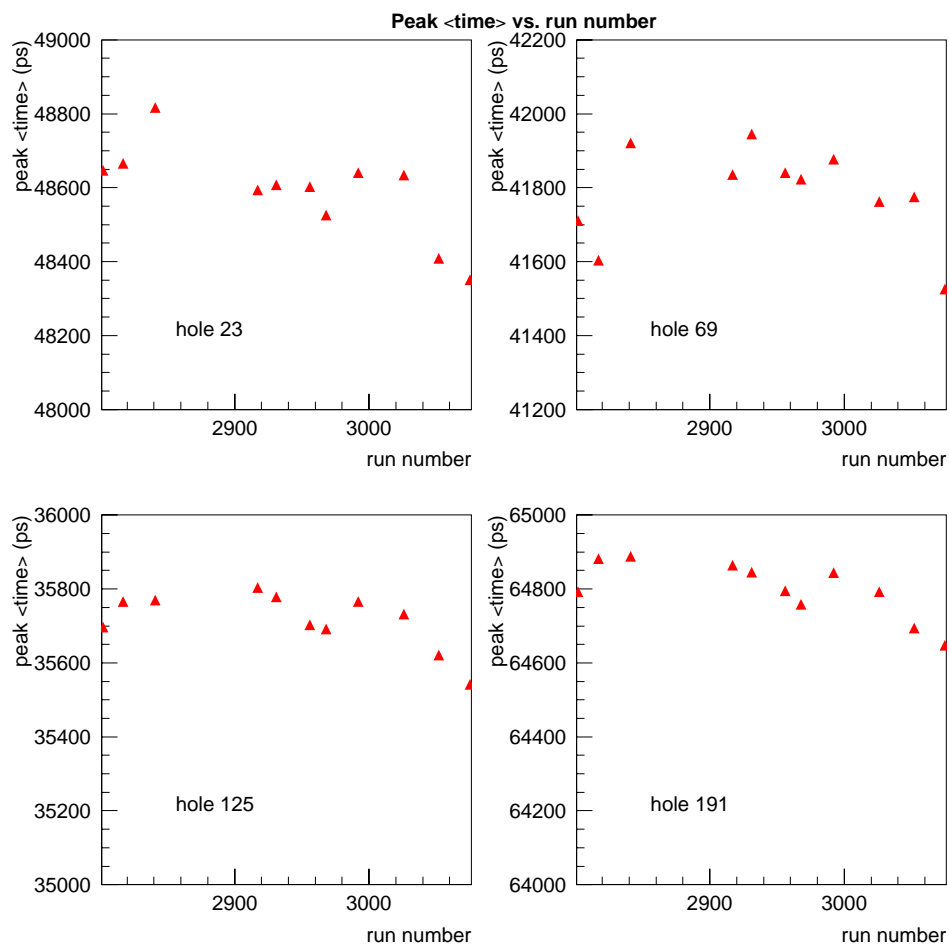 Peak <time> vs. run number
peak <time> (ps)
49000
48800
48600
48400
48200
48000
hole 23
2900
3000
run number
peak <time> (ps)
42200
42000
41800
41600
41400
41200
hole 69
2900
3000
run number
peak <time> (ps)
36000
35800
35600
35400
35200
35000
hole 125
2900
3000
run number
peak <time> (ps)
65000
64800
64600
64400
64200
64000
hole 191
2900
3000
run number